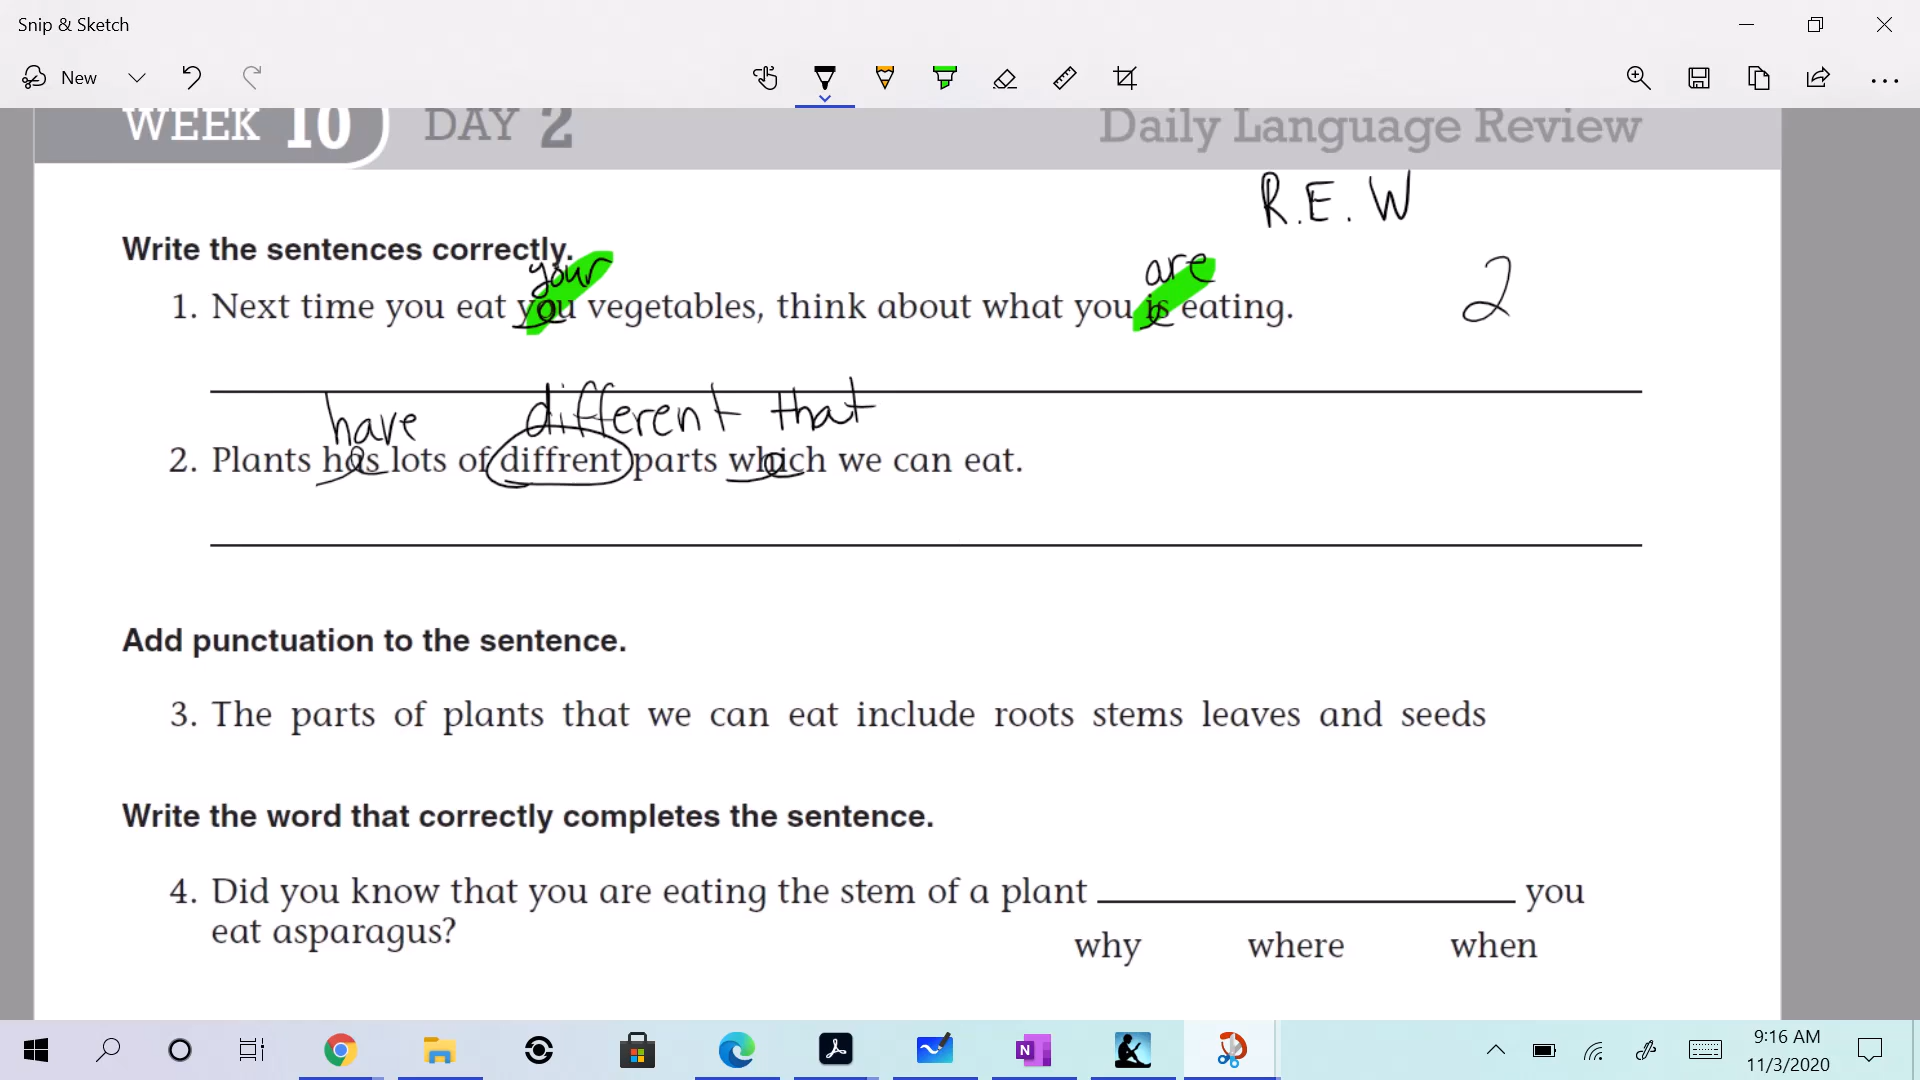 Snip & Sketch
New
WEEK 10 DAY 2 Daily Language Review
R.E.W
Write the sentences correctly.
your are
1. Next time you eat you vegetables, think about what you is eating. 2
have different that
2. Plants has lots of diffrent parts which we can eat.
Add punctuation to the sentence.
3. The parts of plants that we can eat include roots stems leaves and seeds
Write the word that correctly completes the sentence.
4. Did you know that you are eating the stem of a plant ____________________ you
eat asparagus?
why where when
9:16 AM
11/3/2020